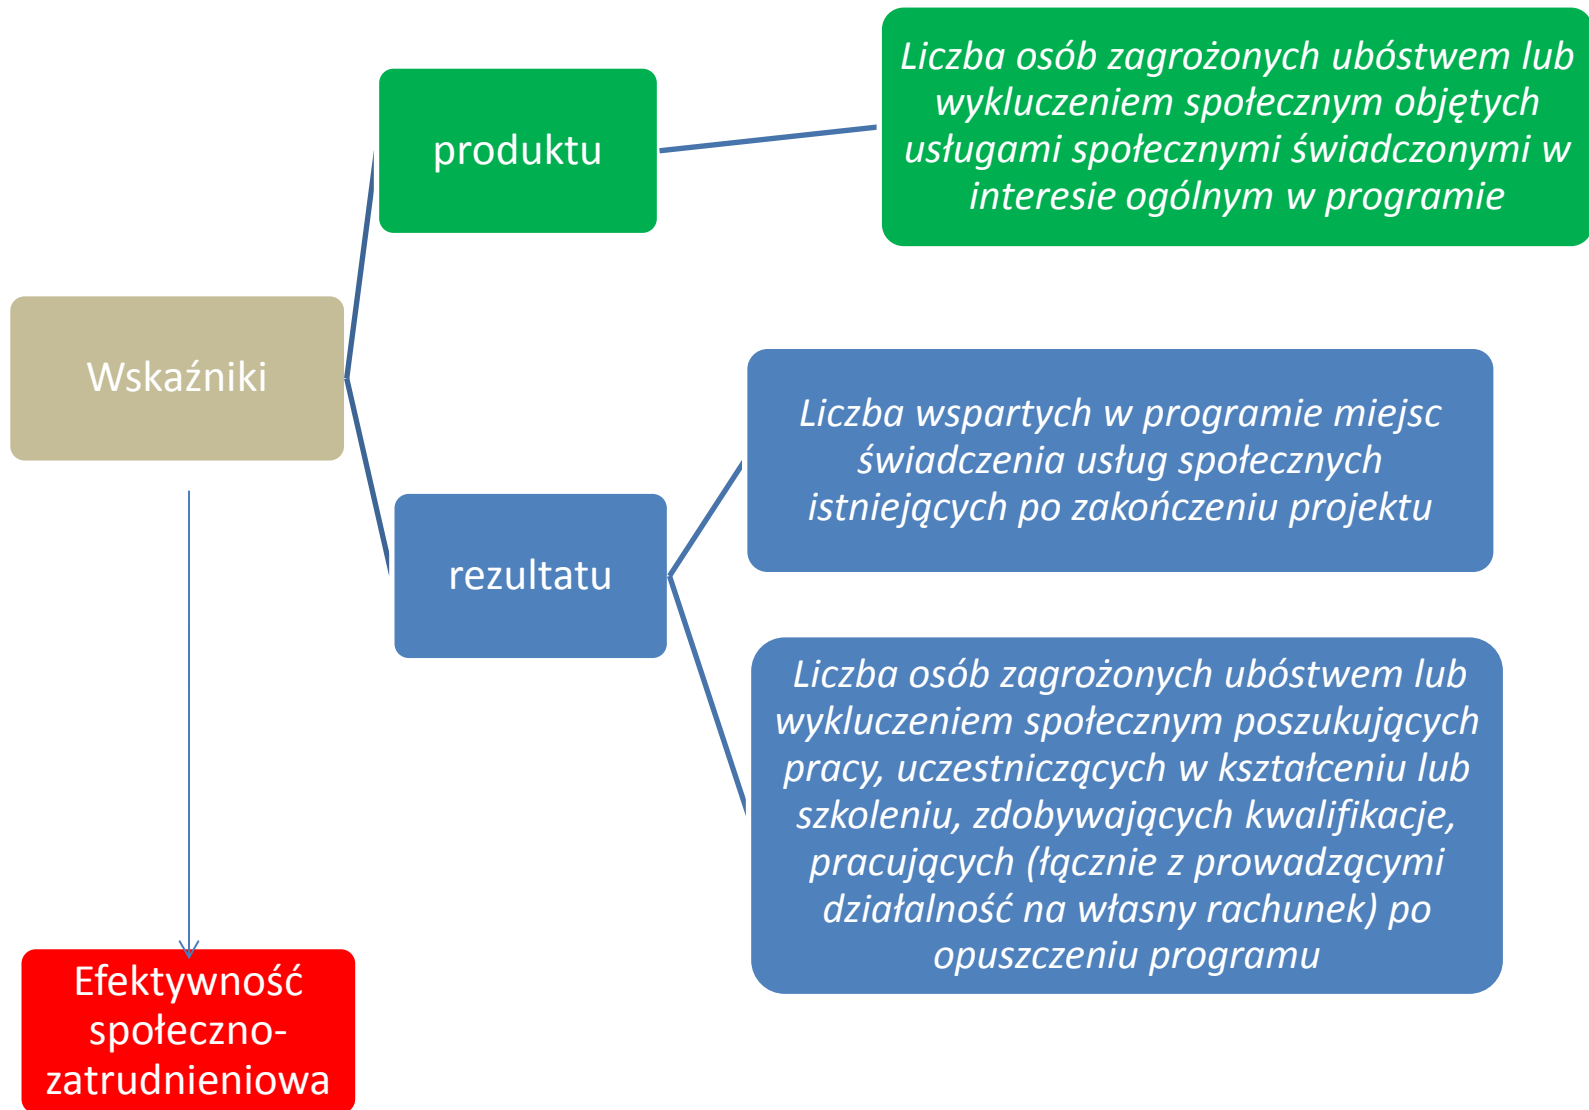 Wskaźniki
produktu
Liczba osób zagrożonych ubóstwem lub
wykluczeniem społecznym objętych
usługami społecznymi świadczonymi w
interesie ogólnym w programie
rezultatu
Liczba wspartych w programie miejsc
świadczenia usług społecznych
istniejących po zakończeniu projektu
Liczba osób zagrożonych ubóstwem lub
wykluczeniem społecznym poszukujących
pracy, uczestniczących w kształceniu lub
szkoleniu, zdobywających kwalifikacje,
pracujących (łącznie z prowadzącymi
działalność na własny rachunek) po
opuszczeniu programu
Efektywność
społeczno-
zatrudnieniowa